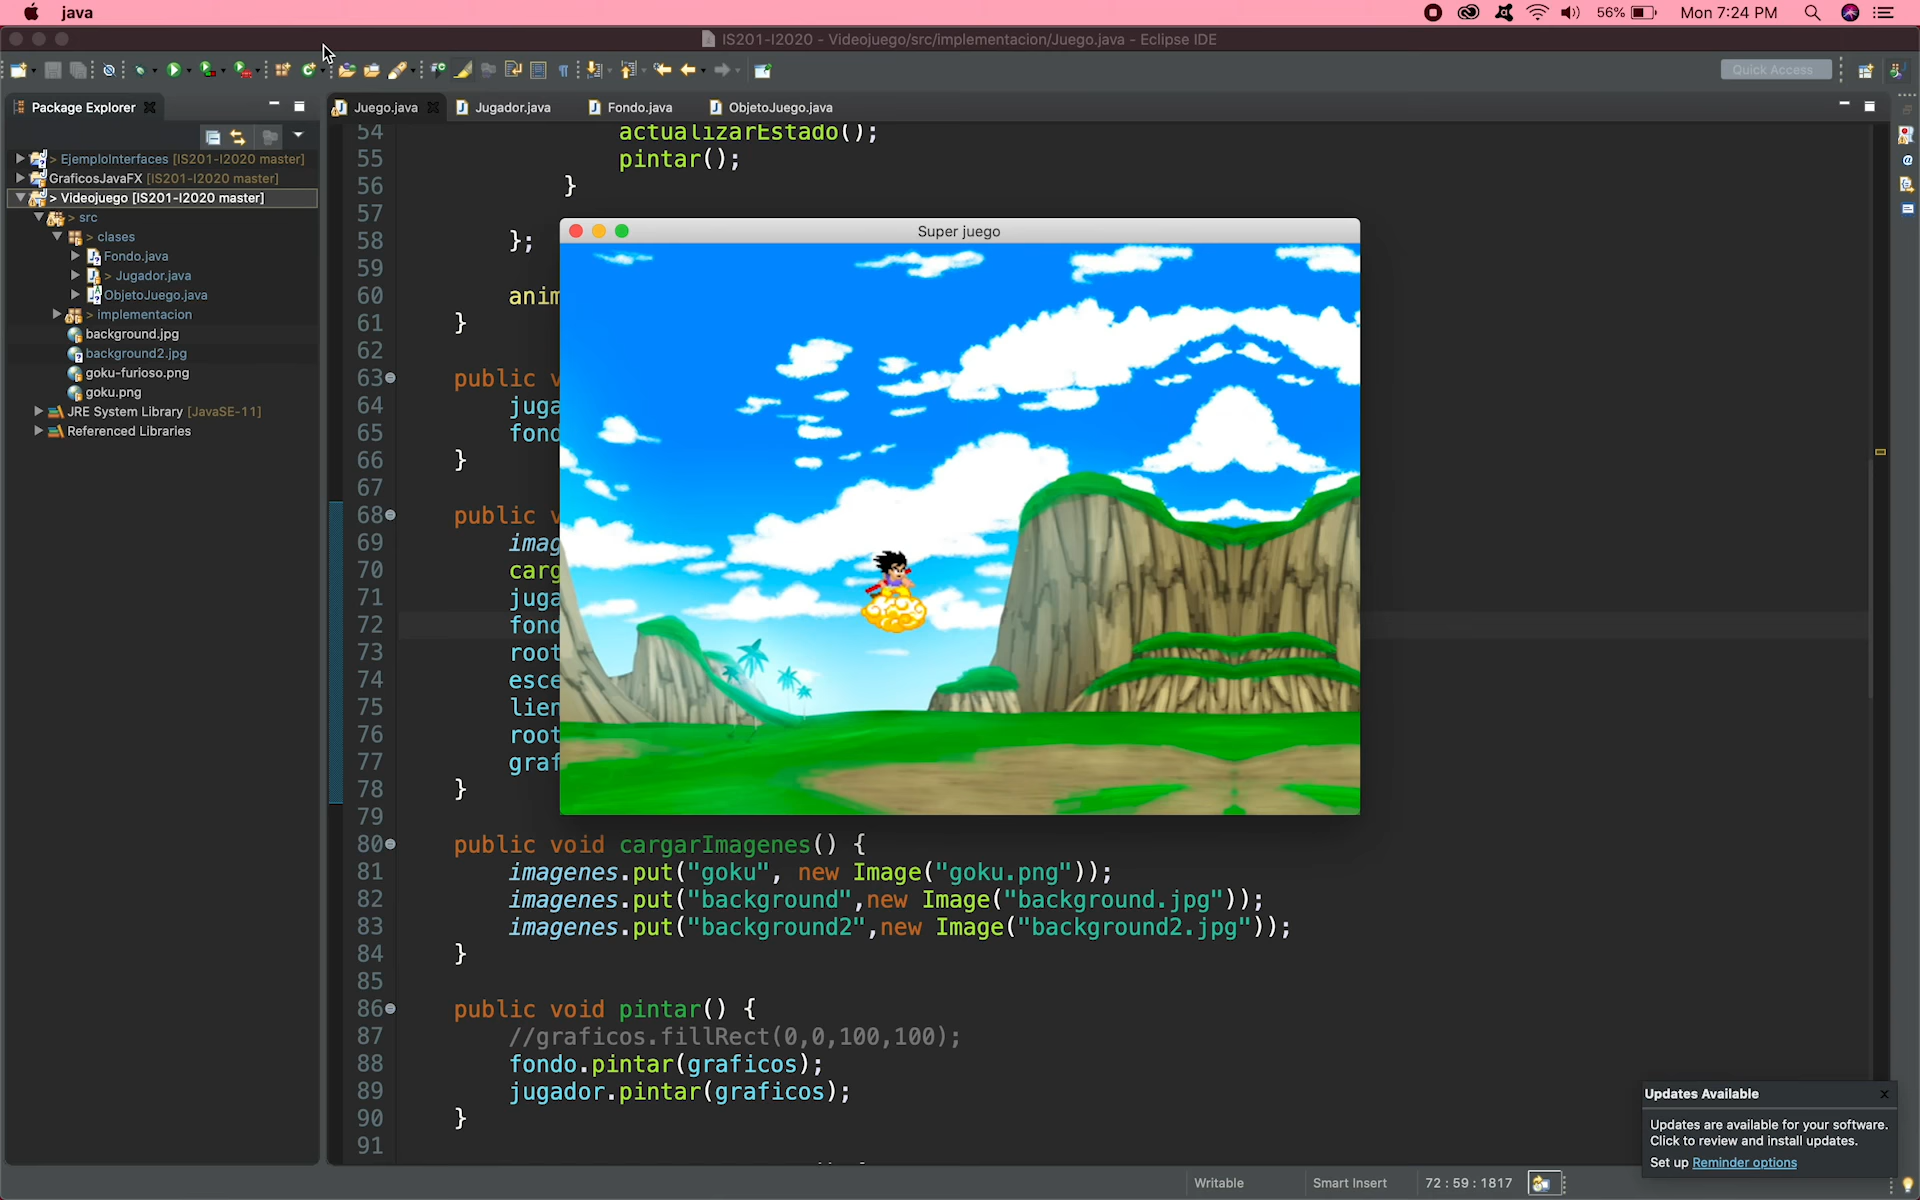 java
56%
Mon 7:24 PM
IS201-I2020 - Videojuego/src/implementacion/Juego.java - Eclipse IDE
Quick Access
Package Explorer
Juego.java
Jugador.java
Fondo.java
ObjetoJuego.java
> EjemploInterfaces [IS201-I2020 master]
GraficosJavaFX [IS201-I2020 master]
> Videojuego [IS201-I2020 master]
> src
> clases
Fondo.java
> Jugador.java
ObjetoJuego.java
> implementacion
background.jpg
background2.jpg
goku-furioso.png
goku.png
JRE System Library [JavaSE-11]
Referenced Libraries
54 actualizarEstado();
55 pintar();
56 }
57
58 };
59
60 anim
61 }
62
63 public v
64 juga
65 fond
66 }
67
68 public v
69 imag
70 carg
71 juga
72 fond
73 root
74 esce
75 lien
76 root
77 graf
78 }
79
80 public void cargarImagenes() {
81 imagenes.put("goku", new Image("goku.png"));
82 imagenes.put("background",new Image("background.jpg"));
83 imagenes.put("background2",new Image("background2.jpg"));
84 }
85
86 public void pintar() {
87 //graficos.fillRect(0,0,100,100);
88 fondo.pintar(graficos);
89 jugador.pintar(graficos);
90 }
91
Super juego
Updates Available
Updates are available for your software.
Click to review and install updates.
Set up Reminder options
Writable
Smart Insert
72 : 59 : 1817